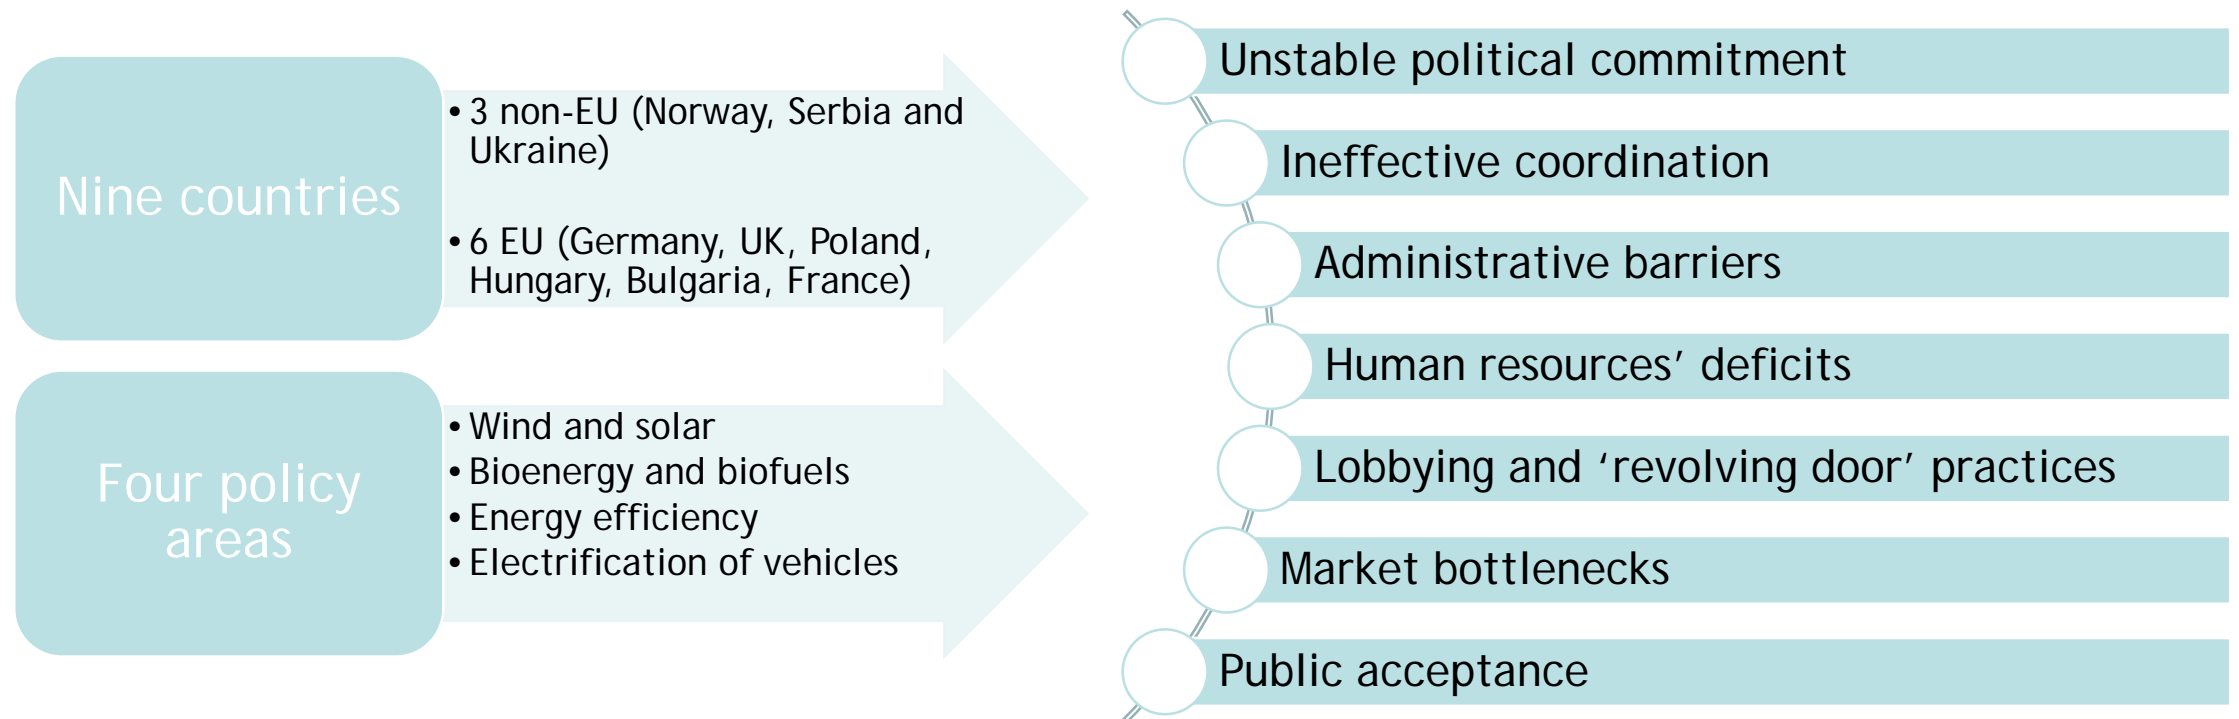 Nine countries
• 3 non-EU (Norway, Serbia and
Ukraine)
• 6 EU (Germany, UK, Poland,
Hungary, Bulgaria, France)
Four policy
areas
• Wind and solar
• Bioenergy and biofuels
• Energy efficiency
• Electrification of vehicles
Unstable political commitment
Ineffective coordination
Administrative barriers
Human resources’ deficits
Lobbying and ‘revolving door’ practices
Market bottlenecks
Public acceptance